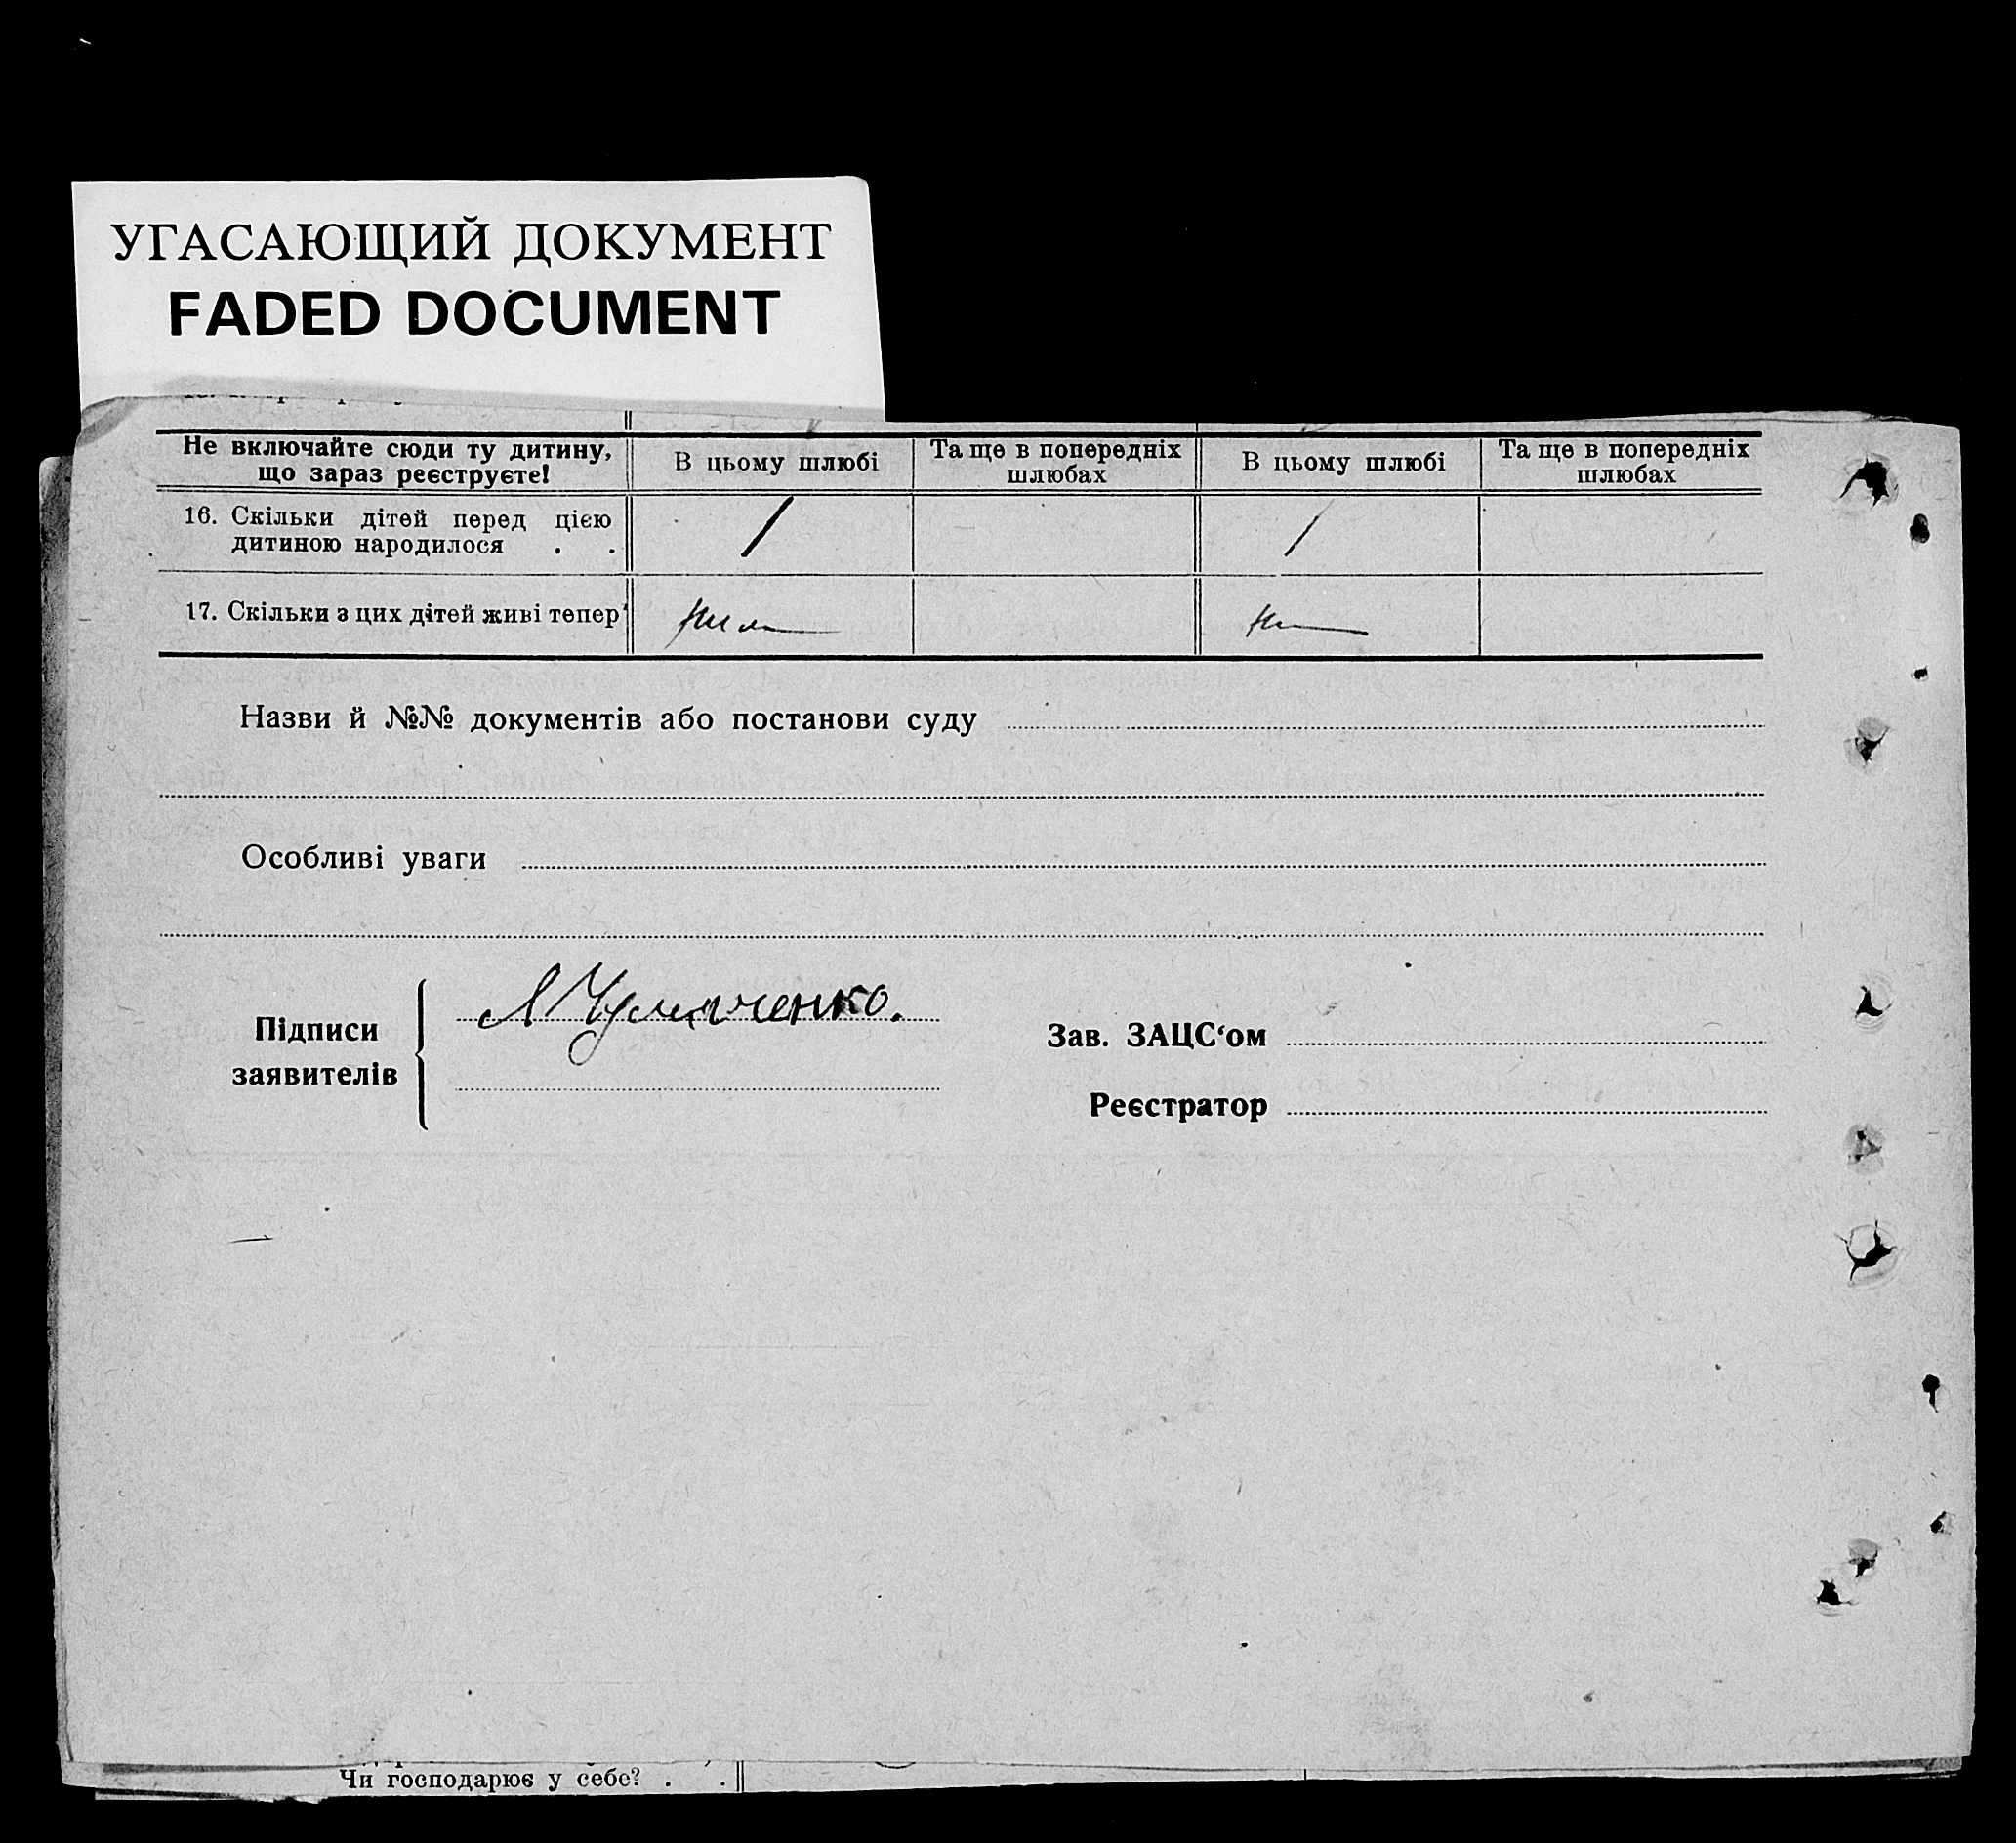 УГАСАЮЩИЙ ДОКУМЕНТ
FADED DOCUMENT
Не включайте сюди ту дитину,
що зараз реєструєте!
В цьому шлюбі
Та ще в попередніх
шлюбах
В цьому шлюбі
Та ще в попередніх
шлюбах
16. Скільки дітей перед цією
дитиною народилося . .
1
1
17. Скільки з цих дітей живі тепер
Назви й №№ документів або постанови суду
Особливі уваги
Підписи
заявителів
Зав. ЗАЦС‘ом
Реєстратор
Чи господарює у себе? . .